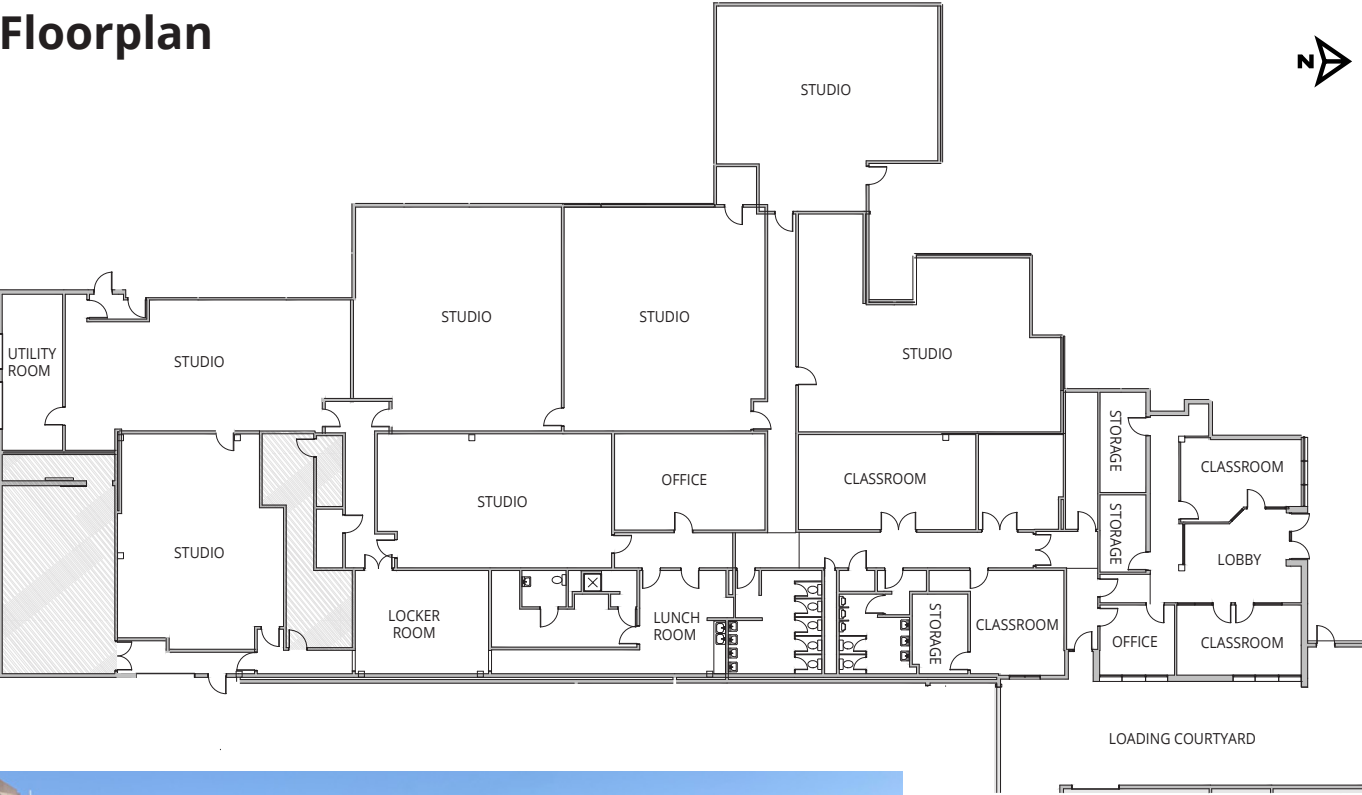 Floorplan
N
STUDIO
STUDIO
STUDIO
STUDIO
STUDIO
UTILITY
ROOM
STORAGE
CLASSROOM
CLASSROOM
OFFICE
STUDIO
STORAGE
STUDIO
LOBBY
LOCKER
ROOM
LUNCH
ROOM
STORAGE
CLASSROOM
OFFICE
CLASSROOM
LOADING COURTYARD